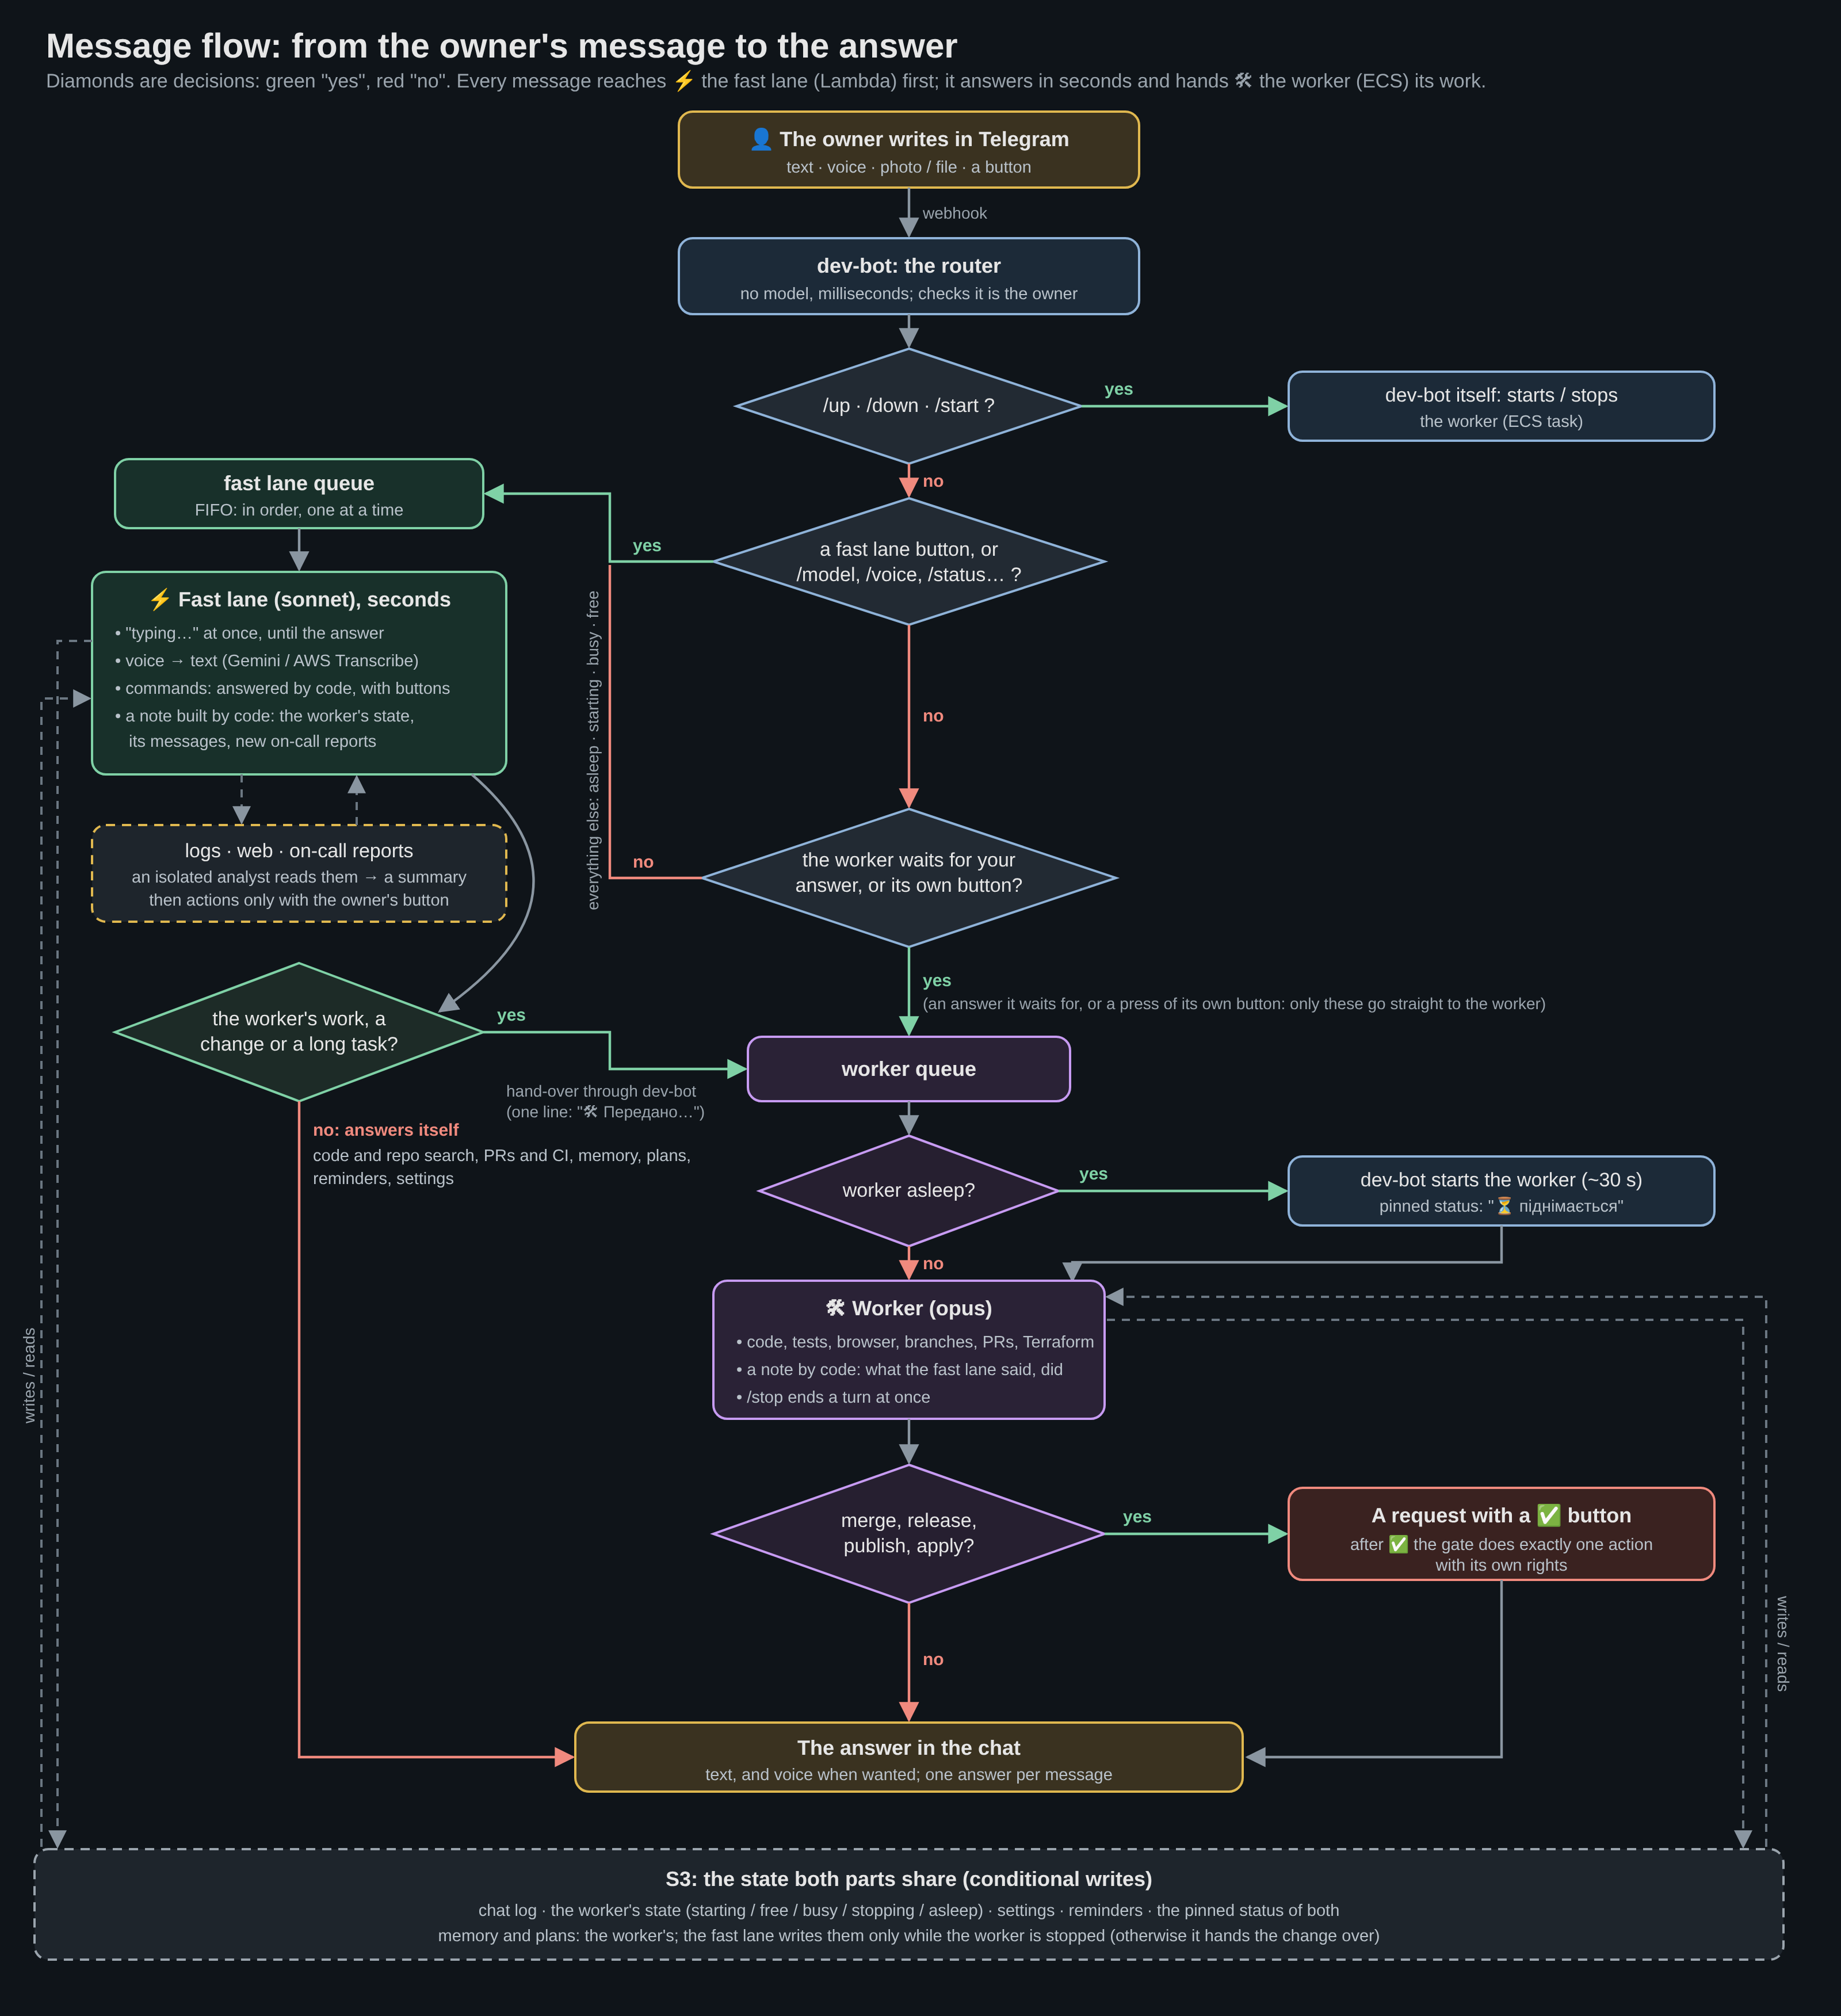 Message flow: from the owner's message to the answer
Diamonds are decisions: green "yes", red "no". Every message reaches ⚡ the fast lane (Lambda) first; it answers in seconds and hands 🛠 the worker (ECS) its work.
👤 The owner writes in Telegram
text · voice · photo / file · a button
webhook
dev-bot: the router
no model, milliseconds; checks it is the owner
/up · /down · /start ?
yes
dev-bot itself: starts / stops
the worker (ECS task)
no
fast lane queue
FIFO: in order, one at a time
yes
a fast lane button, or
/model, /voice, /status… ?
⚡ Fast lane (sonnet), seconds
• "typing…" at once, until the answer
• voice → text (Gemini / AWS Transcribe)
• commands: answered by code, with buttons
• a note built by code: the worker's state,
its messages, new on-call reports
everything else: asleep · starting · busy · free
no
logs · web · on-call reports
an isolated analyst reads them → a summary
then actions only with the owner's button
no
the worker waits for your
answer, or its own button?
yes
(an answer it waits for, or a press of its own button: only these go straight to the worker)
the worker's work, a
change or a long task?
yes
worker queue
hand-over through dev-bot
(one line: "🛠 Передано…")
no: answers itself
code and repo search, PRs and CI, memory, plans,
reminders, settings
worker asleep?
yes
dev-bot starts the worker (~30 s)
pinned status: "⏳ піднімається"
no
🛠 Worker (opus)
• code, tests, browser, branches, PRs, Terraform
• a note by code: what the fast lane said, did
• /stop ends a turn at once
writes / reads
merge, release,
publish, apply?
yes
A request with a ✅ button
after ✅ the gate does exactly one action
with its own rights
writes / reads
no
The answer in the chat
text, and voice when wanted; one answer per message
S3: the state both parts share (conditional writes)
chat log · the worker's state (starting / free / busy / stopping / asleep) · settings · reminders · the pinned status of both
memory and plans: the worker's; the fast lane writes them only while the worker is stopped (otherwise it hands the change over)